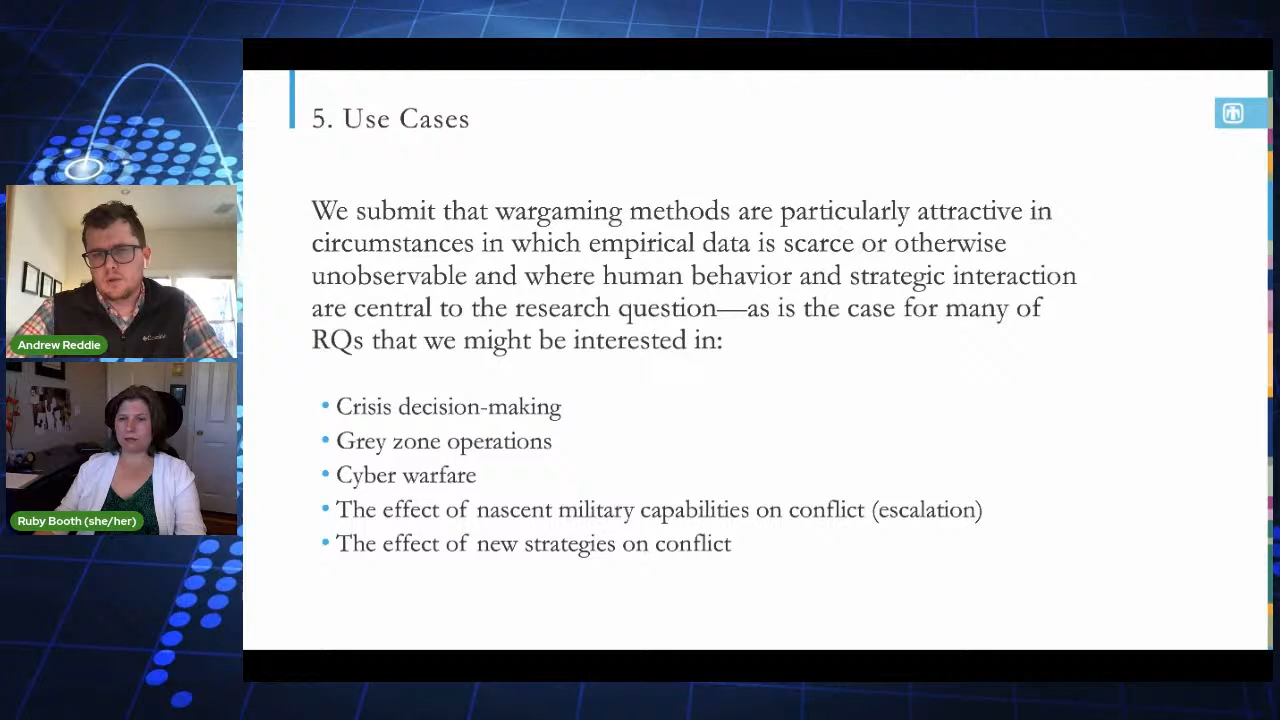 5. Use Cases
We submit that wargaming methods are particularly attractive in
circumstances in which empirical data is scarce or otherwise
unobservable and where human behavior and strategic interaction
are central to the research question—as is the case for many of
RQs that we might be interested in:
• Crisis decision-making
• Grey zone operations
• Cyber warfare
• The effect of nascent military capabilities on conflict (escalation)
• The effect of new strategies on conflict
Andrew Reddie
Columbia
Ruby Booth (she/her)